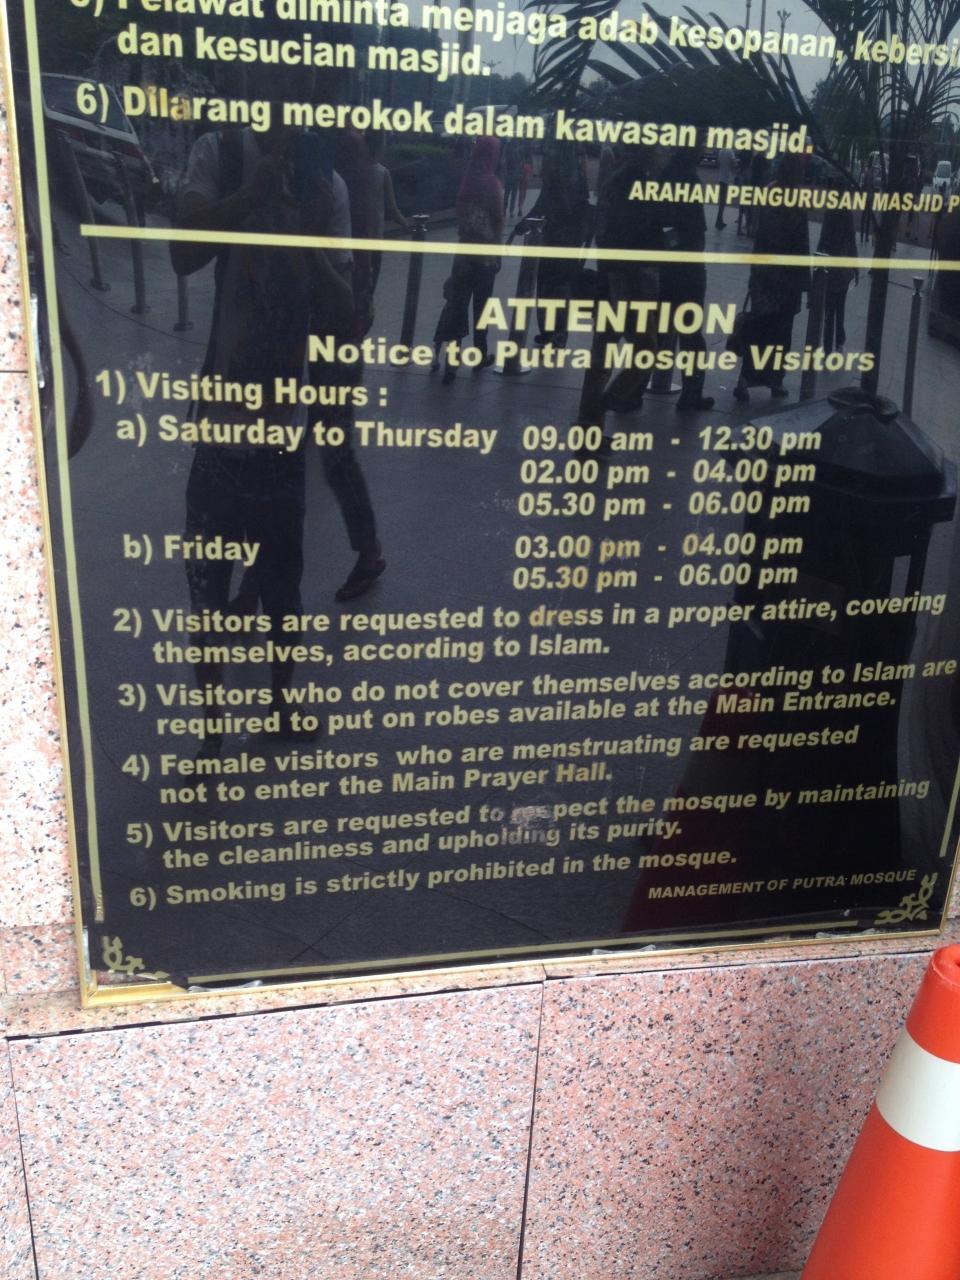 5) Pelawat diminta menjaga adab kesopanan,
dan kesucian masjid.
6) Dilarang merokok dalam kawasan masjid.
ARAHAN PENGURUSAN MASJID
ATTENTION
Notice to Putra Mosque Visitors
1) Visiting Hours :
a) Saturday to Thursday 09.00 am - 12.30 pm
02.00 pm - 04.00 pm
05.30 pm - 06.00 pm
b) Friday 03.00 pm - 04.00 pm
05.30 pm - 06.00 pm
2) Visitors are requested to dress in a proper attire, covering
themselves, according to Islam.
3) Visitors who do not cover themselves according to Islam are
required to put on robes available at the Main Entrance.
4) Female visitors who are menstruating are requested
not to enter the Main Prayer Hall.
5) Visitors are requested to respect the mosque by maintaining
the cleanliness and upholding its purity.
6) Smoking is strictly prohibited in the mosque.
MANAGEMENT OF PUTRA MOSQUE